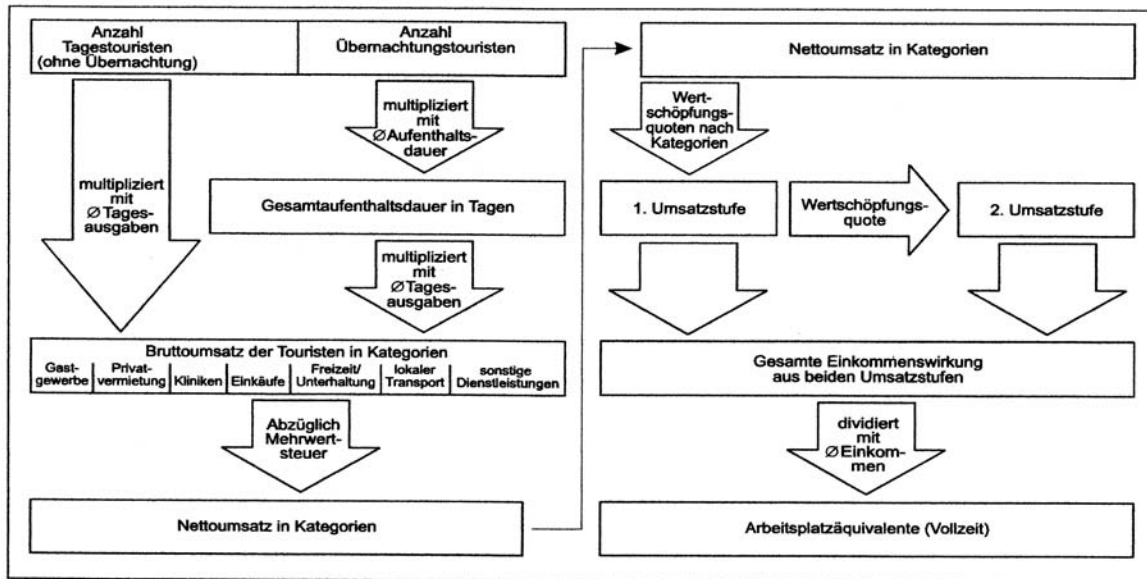 Anzahl
Tagestouristen
(ohne Übernachtung)
Anzahl
Übernachtungstouristen
multipliziert
mit
∅ Aufenthalts-
dauer
multipliziert
mit
∅ Tages-
ausgaben
Gesamtaufenthaltsdauer in Tagen
multipliziert
mit
∅ Tages-
ausgaben
Bruttoumsatz der Touristen in Kategorien
Gast-
gewerbe
Privat-
vermietung
Kliniken
Einkäufe
Freizeit/
Unterhaltung
lokaler
Transport
sonstige
Dienstleistungen
Abzüglich
Mehrwert-
steuer
Nettoumsatz in Kategorien
Nettoumsatz in Kategorien
Wert-
schöpfungs-
quoten nach
Kategorien
1. Umsatzstufe
Wertschöpfungs-
quote
2. Umsatzstufe
Gesamte Einkommenswirkung
aus beiden Umsatzstufen
dividiert
mit
∅ Einkom-
men
Arbeitsplatzäquivalente (Vollzeit)